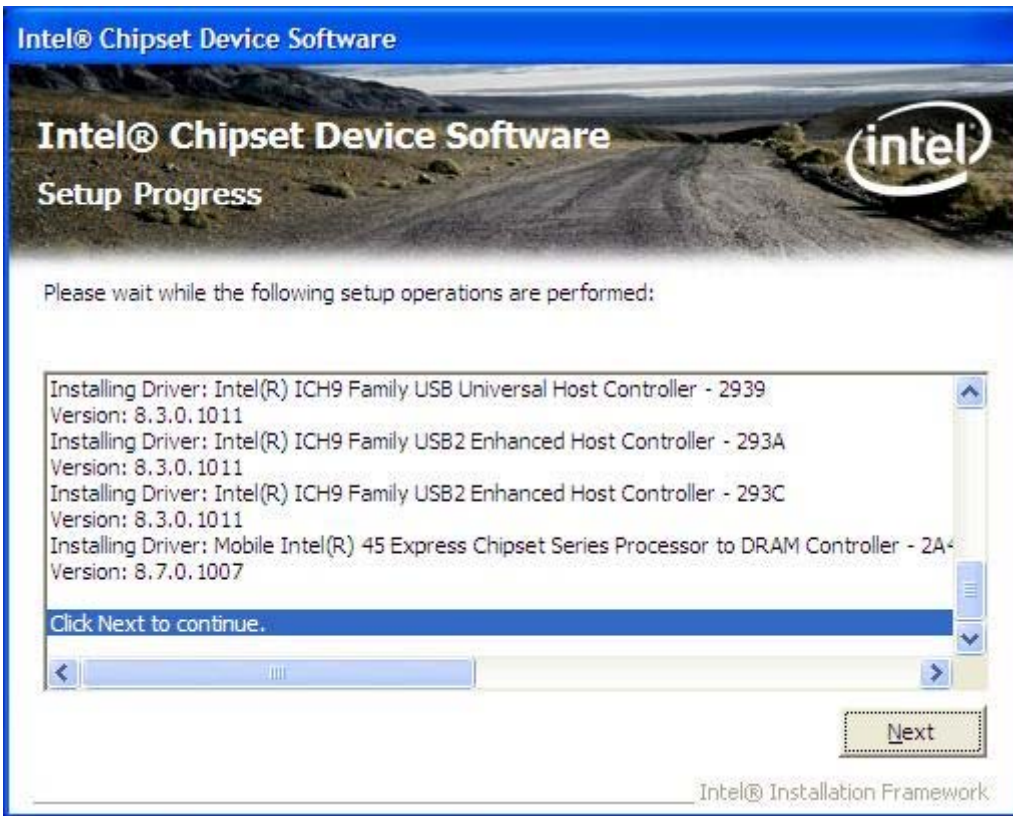 Intel® Chipset Device Software
Intel® Chipset Device Software
intel
Setup Progress
Please wait while the following setup operations are performed:
Installing Driver: Intel(R) ICH9 Family USB Universal Host Controller - 2939
Version: 8.3.0.1011
Installing Driver: Intel(R) ICH9 Family USB2 Enhanced Host Controller - 293A
Version: 8.3.0.1011
Installing Driver: Intel(R) ICH9 Family USB2 Enhanced Host Controller - 293C
Version: 8.3.0.1011
Installing Driver: Mobile Intel(R) 45 Express Chipset Series Processor to DRAM Controller -
Version: 8.7.0.1007
Click Next to continue.
Next
Intel® Installation Framework